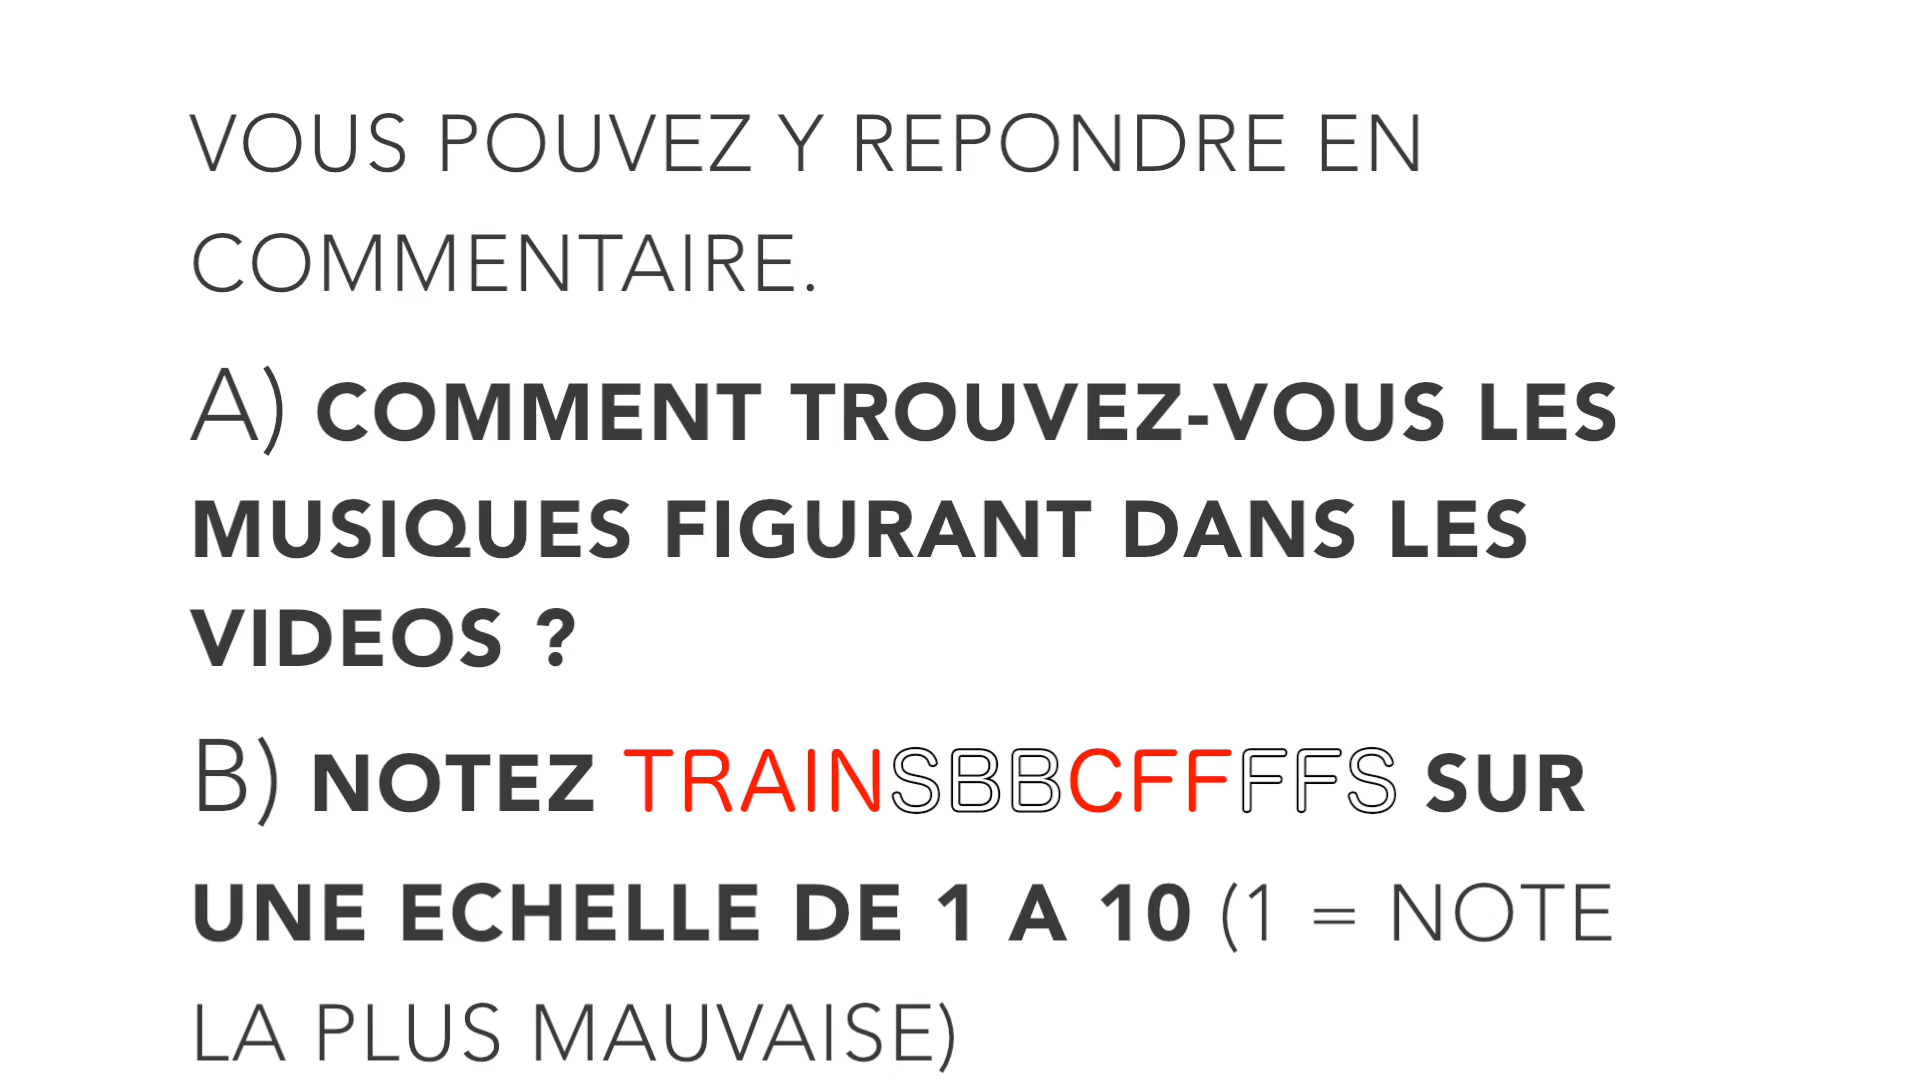 VOUS POUVEZ Y REPONDRE EN
COMMENTAIRE.
A) COMMENT TROUVEZ-VOUS LES
MUSIQUES FIGURANT DANS LES
VIDEOS ?
B) NOTEZ TRAINSBBCFFFFS SUR
UNE ECHELLE DE 1 A 10 (1 = NOTE
LA PLUS MAUVAISE)